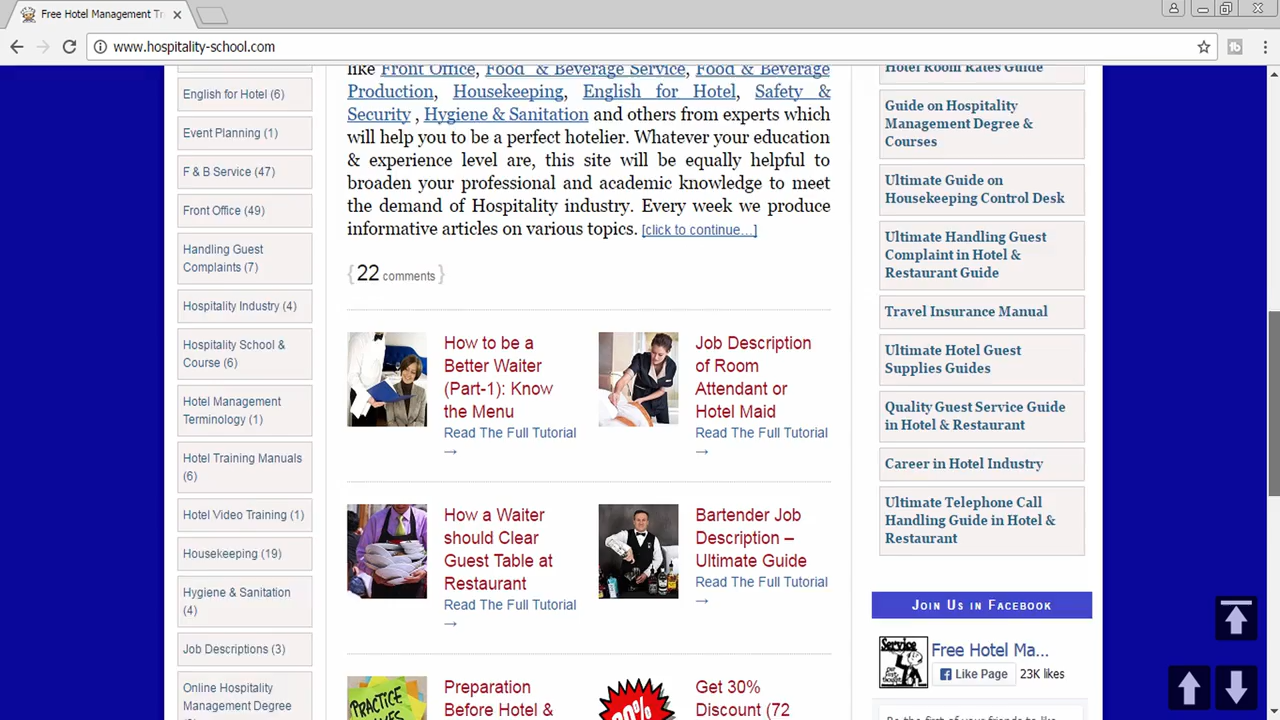 Free Hotel Management Tr
www.hospitality-school.com
English for Hotel (6)
Event Planning (1)
F & B Service (47)
Front Office (49)
Handling Guest
Complaints (7)
Hospitality Industry (4)
Hospitality School &
Course (6)
Hotel Management
Terminology (1)
Hotel Training Manuals
(6)
Hotel Video Training (1)
Housekeeping (19)
Hygiene & Sanitation
(4)
Job Descriptions (3)
Online Hospitality
Management Degree
like Front Office, Food & Beverage Service, Food & Beverage
Production, Housekeeping, English for Hotel, Safety &
Security , Hygiene & Sanitation and others from experts which
will help you to be a perfect hotelier. Whatever your education
& experience level are, this site will be equally helpful to
broaden your professional and academic knowledge to meet
the demand of Hospitality industry. Every week we produce
informative articles on various topics. [click to continue…]
{ 22 comments }
How to be a
Better Waiter
(Part-1): Know
the Menu
Read The Full Tutorial
→
Job Description
of Room
Attendant or
Hotel Maid
Read The Full Tutorial
→
How a Waiter
should Clear
Guest Table at
Restaurant
Read The Full Tutorial
→
Bartender Job
Description –
Ultimate Guide
Read The Full Tutorial
→
PRACTICE
Preparation
Before Hotel &
Get 30%
Discount (72
Hotel Room Rates Guide
Guide on Hospitality
Management Degree &
Courses
Ultimate Guide on
Housekeeping Control Desk
Ultimate Handling Guest
Complaint in Hotel &
Restaurant Guide
Travel Insurance Manual
Ultimate Hotel Guest
Supplies Guides
Quality Guest Service Guide
in Hotel & Restaurant
Career in Hotel Industry
Ultimate Telephone Call
Handling Guide in Hotel &
Restaurant
Join Us in Facebook
Service
Free Hotel Ma...
Like Page
23K likes
Be the first of your friends to like